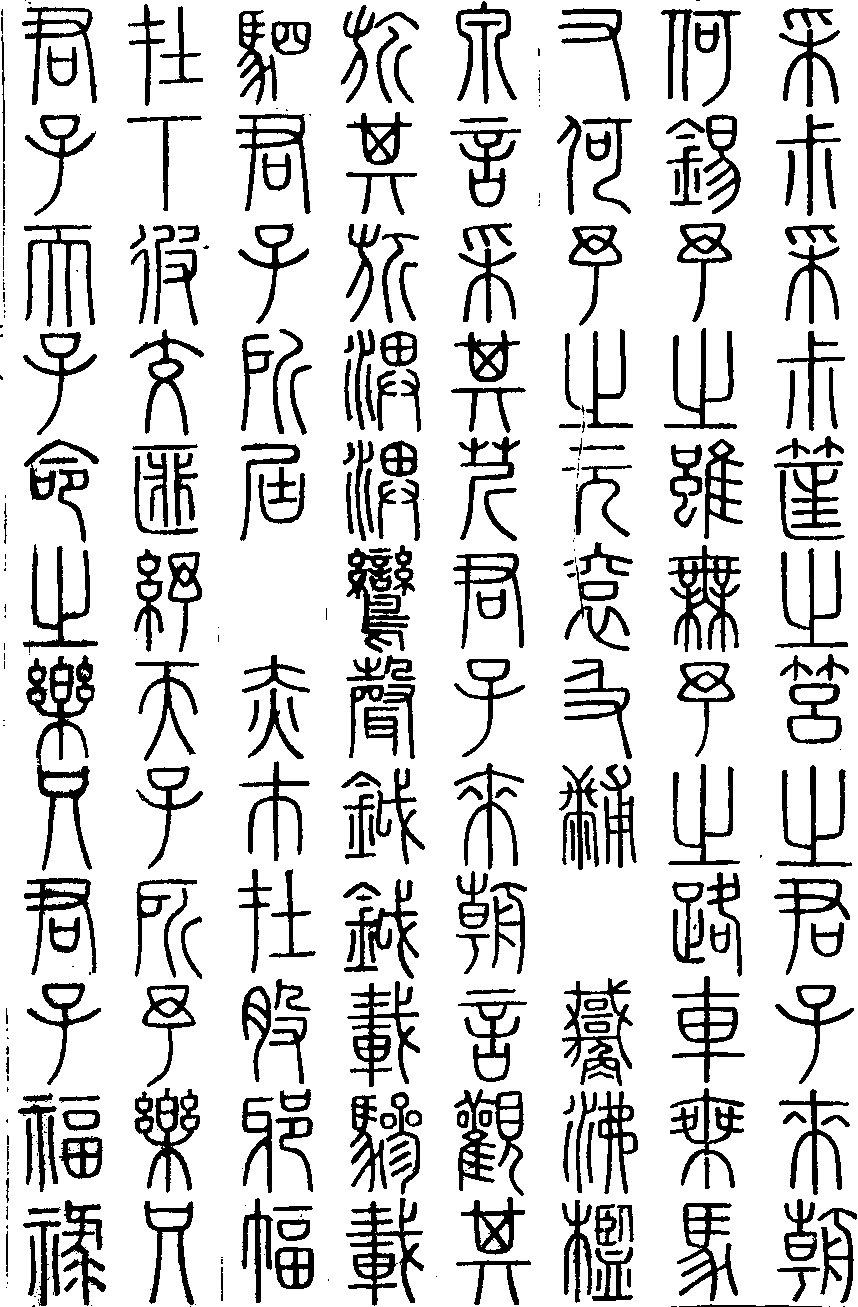 采尗采尗筐之筥之君子來朝
何錫予之雖無予之路車乘馬
又何予之元袞及黼　觱沸檻
泉言采其芹君子來朝言觀其
旂其旂淠淠鸞聲鉞鉞載驂載
駟君子所屆　赤巿在股邪幅
在下彼交匪紓天子所予樂只
君子而子命之樂只君子福祿